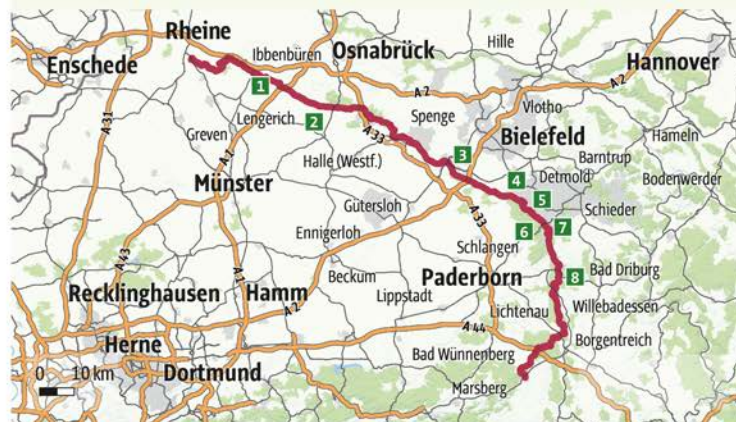 Rheine
Ibbenbüren
Osnabrück
Hille
Hannover
Enschede
A 2
A 2
1
Vlotho
A 31
Lengerich
2
Spenge
Greven
A 33
Bielefeld
Hameln
Barntrup
A 1
Halle (Westf.)
3
Detmold
Bodenwerder
Münster
4
5
Gütersloh
A 33
Schieder
Ennigerloh
6
7
Schlangen
A 43
Beckum
Paderborn
8
Bad Driburg
Recklinghausen
A 1
Hamm
Lippstadt
A 2
Lichtenau
Willebadessen
A 44
Herne
Bad Wünnenberg
Borgentreich
0 10 km
Dortmund
Marsberg